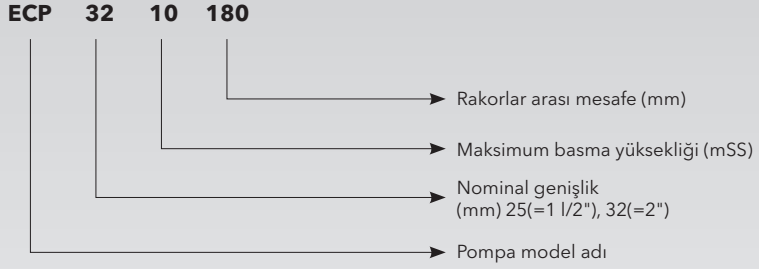 ECP 32 10 180
Rakorlar arası mesafe (mm)
Maksimum basma yüksekliği (mSS)
Nominal genişlik
(mm) 25(=1 l/2"), 32(=2")
Pompa model adı